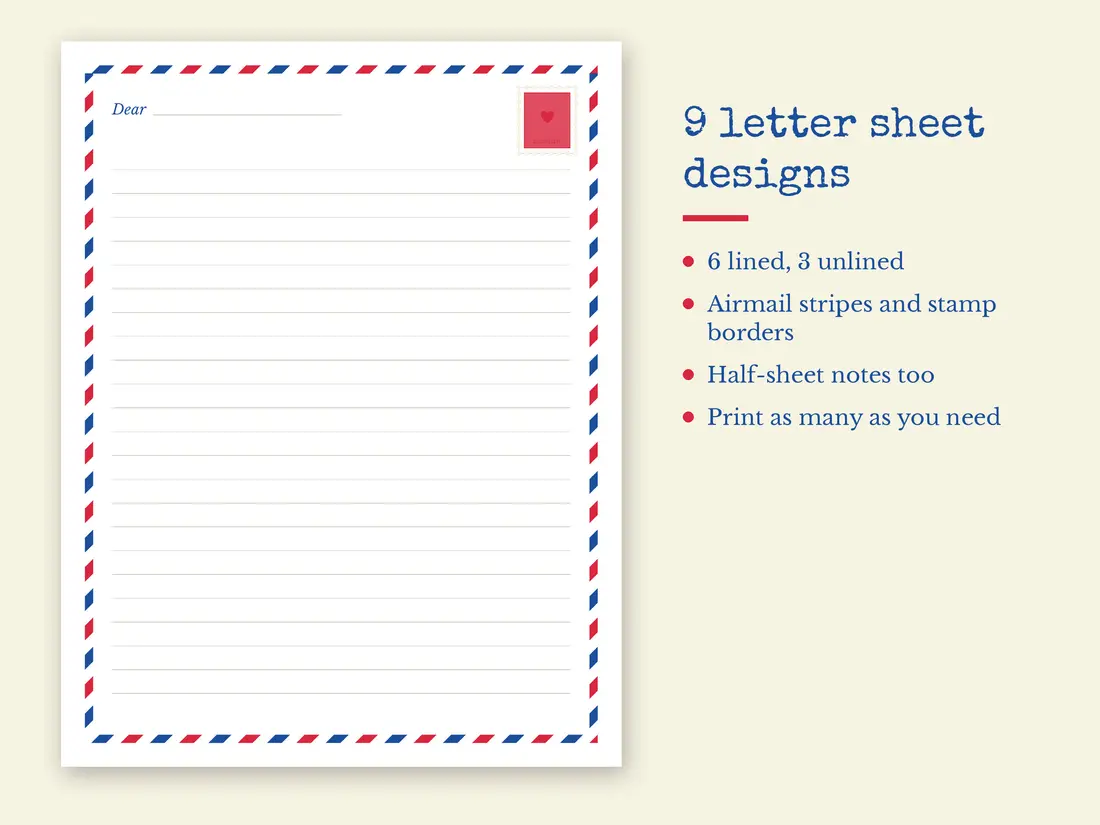 Dear
9 letter sheet
designs
6 lined, 3 unlined
Airmail stripes and stamp
borders
Half-sheet notes too
Print as many as you need